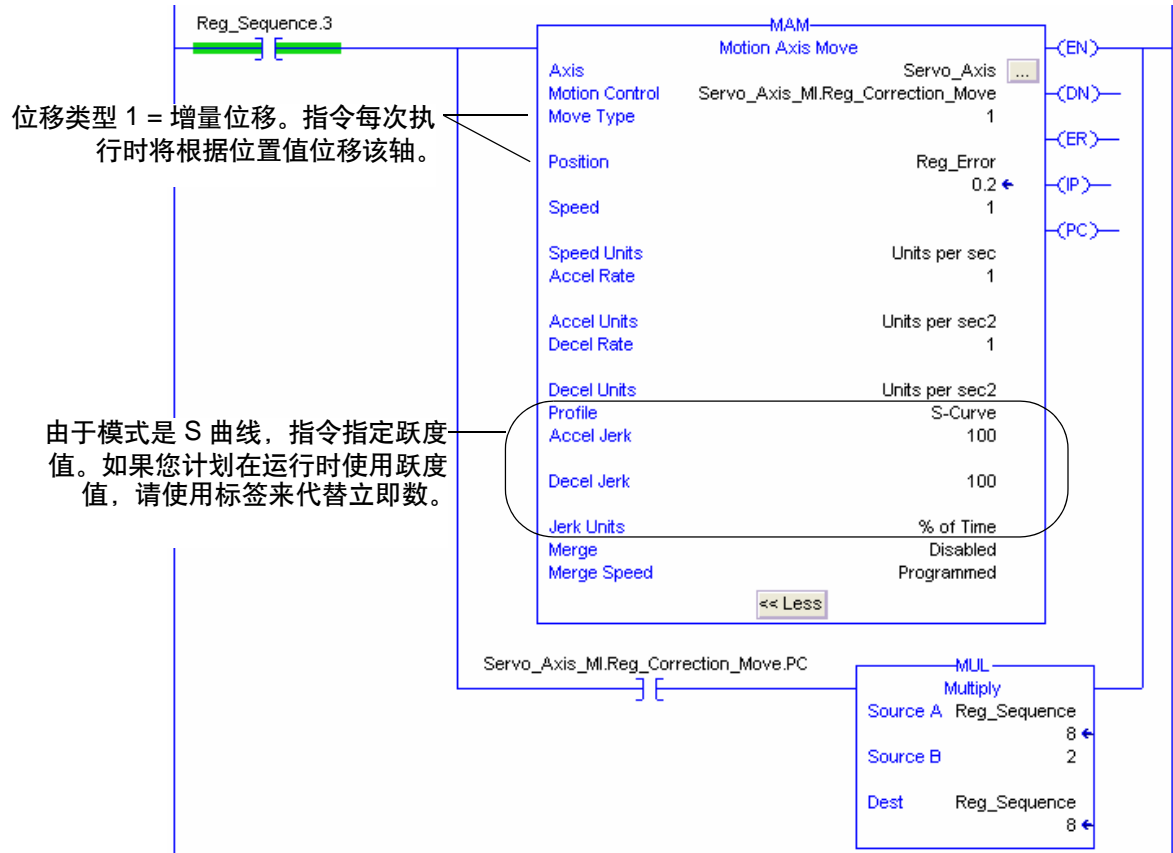 Reg_Sequence.3
MAM
Motion Axis Move
Axis Servo_Axis ...
Motion Control Servo_Axis_MI.Reg_Correction_Move
Move Type 1
Position Reg_Error
0.2
Speed 1
Speed Units Units per sec
Accel Rate 1
Accel Units Units per sec2
Decel Rate 1
Decel Units Units per sec2
Profile S-Curve
Accel Jerk 100
Decel Jerk 100
Jerk Units % of Time
Merge Disabled
Merge Speed Programmed
<< Less
(EN)
(DN)
(ER)
(IP)
(PC)
位移类型 1 = 增量位移。指令每次执
行时将根据位置值位移该轴。
由于模式是 S 曲线，指令指定跃度
值。如果您计划在运行时使用跃度
值，请使用标签来代替立即数。
Servo_Axis_MI.Reg_Correction_Move.PC
MUL
Multiply
Source A Reg_Sequence
8
Source B 2
Dest Reg_Sequence
8